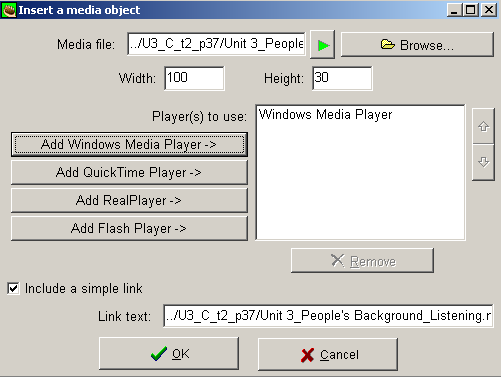 Insert a media object
Media file: ../U3_C_t2_p37/Unit 3_People Browse...
Width: 100 Height: 30
Player(s) to use:
Windows Media Player
Add Windows Media Player ->
Add QuickTime Player ->
Add RealPlayer ->
Add Flash Player ->
Remove
Include a simple link
Link text: ../U3_C_t2_p37/Unit 3_People's Background_Listening.r
OK Cancel